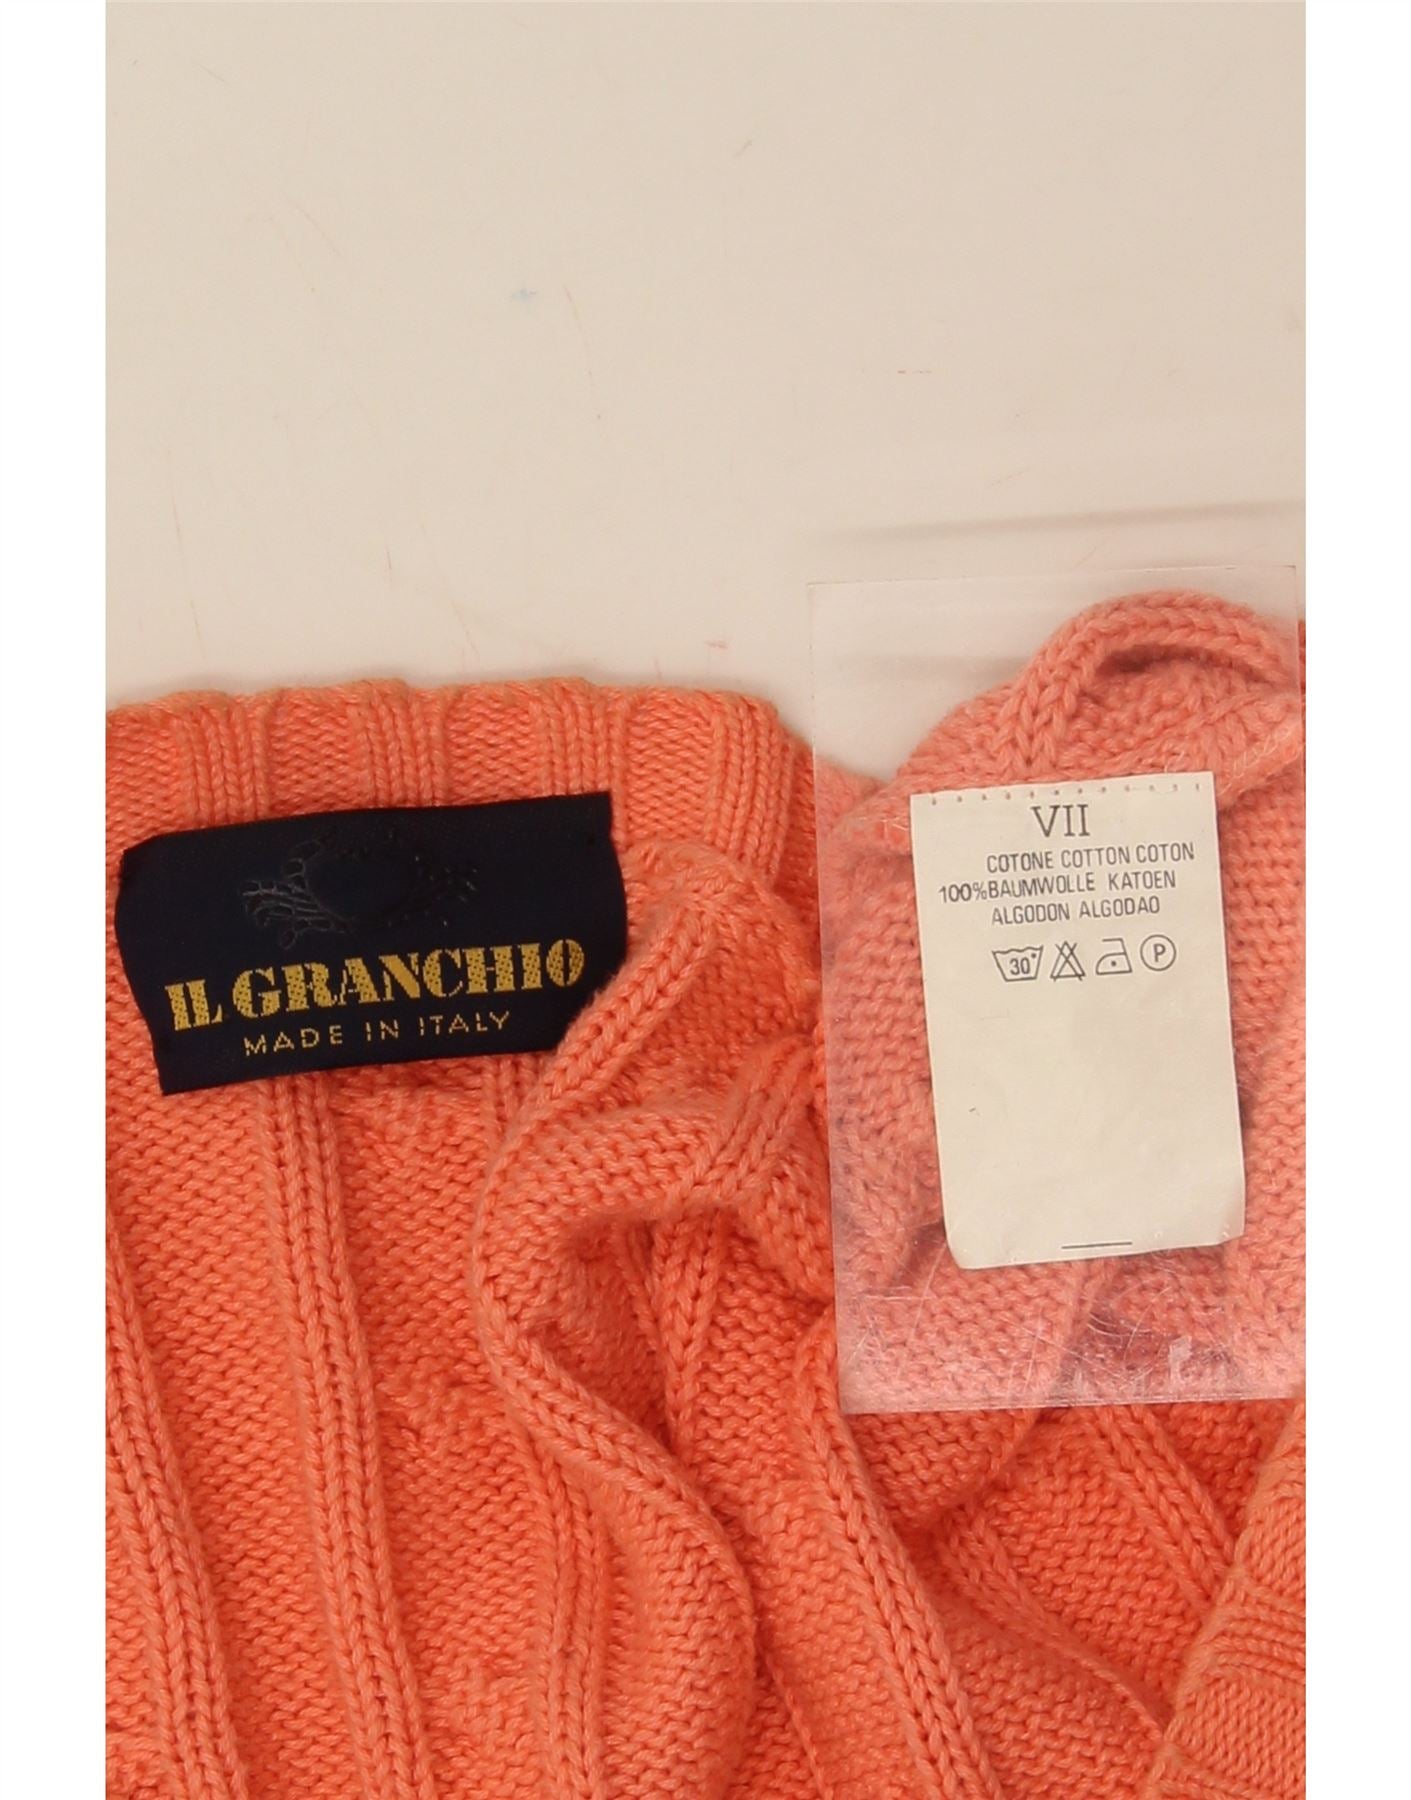 IL GRANCHIO
MADE IN ITALY
VII
COTONE COTTON COTON
100%BAUMWOLLE KATOEN
ALGODON ALGODAO
30° P